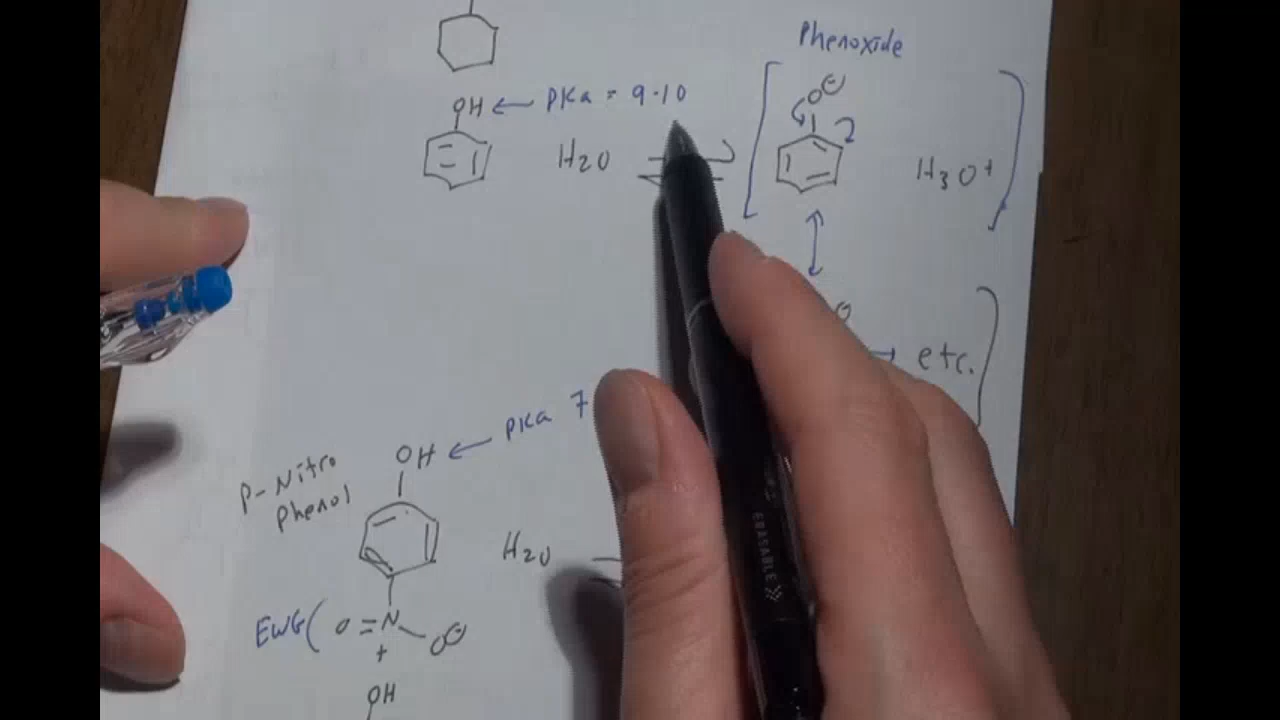 Phenoxide
OH ← PKa = 9-10
O⊖
H2O
H3O+
O
etc.
PKa 7
OH
P-Nitro
Phenol
H2O
EWG( O=N
+
O⊖
OH
ERASABLE